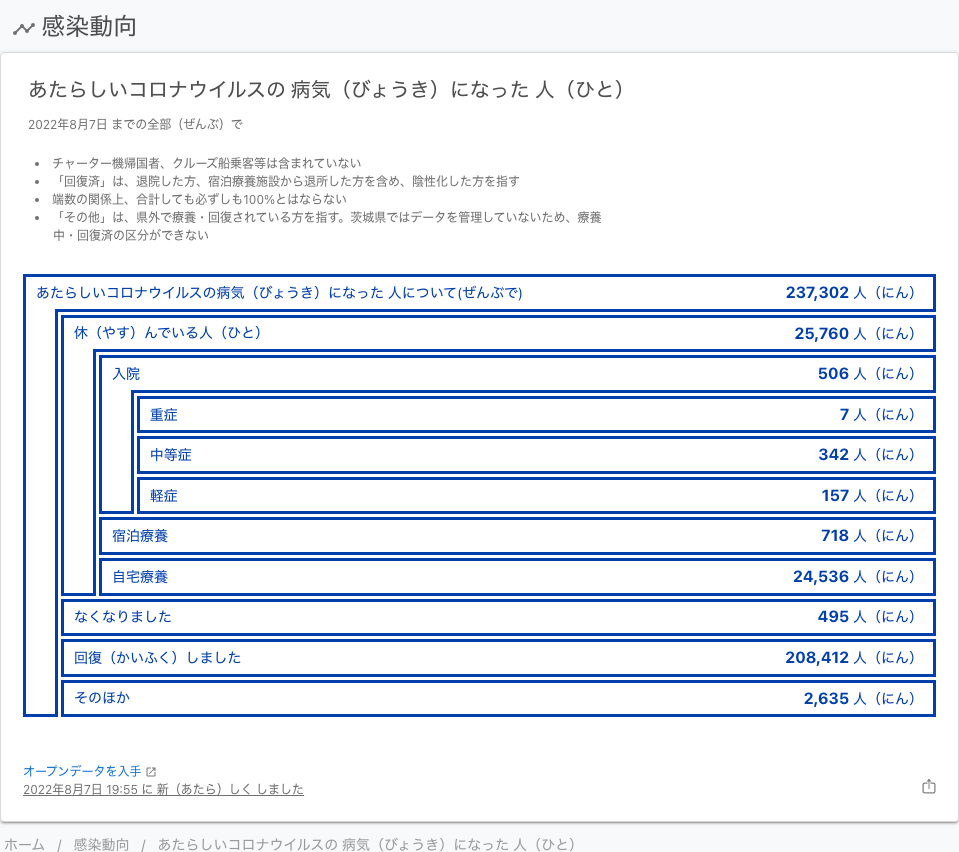 感染動向
あたらしいコロナウイルスの 病気（びょうき）になった 人（ひと）
2022年8月7日 までの全部（ぜんぶ）で
• チャーター機帰国者、クルーズ船乗客等は含まれていない
• 「回復済」は、退院した方、宿泊療養施設から退所した方を含め、陰性化した方を指す
• 端数の関係上、合計しても必ずしも100%とはならない
• 「その他」は、県外で療養・回復されている方を指す。茨城県ではデータを管理していないため、療養
中・回復済の区分ができない
あたらしいコロナウイルスの病気（びょうき）になった 人について(ぜんぶで) 237,302 人（にん）
休（やす）んでいる人（ひと） 25,760 人（にん）
入院 506 人（にん）
重症 7 人（にん）
中等症 342 人（にん）
軽症 157 人（にん）
宿泊療養 718 人（にん）
自宅療養 24,536 人（にん）
なくなりました 495 人（にん）
回復（かいふく）しました 208,412 人（にん）
そのほか 2,635 人（にん）
オープンデータを入手
2022年8月7日 19:55 に 新（あたら）しく しました
ホーム / 感染動向 / あたらしいコロナウイルスの 病気（びょうき）になった 人（ひと）